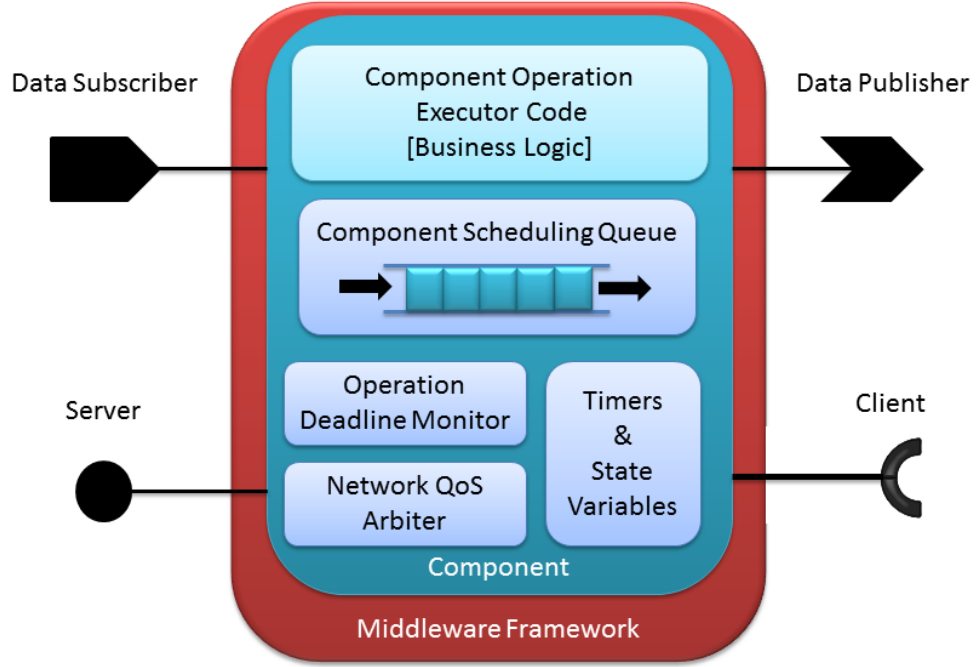 Data Subscriber
Component Operation
Executor Code
[Business Logic]
Data Publisher
Component Scheduling Queue
Server
Operation
Deadline Monitor
Network QoS
Arbiter
Timers
&
State
Variables
Client
Component
Middleware Framework